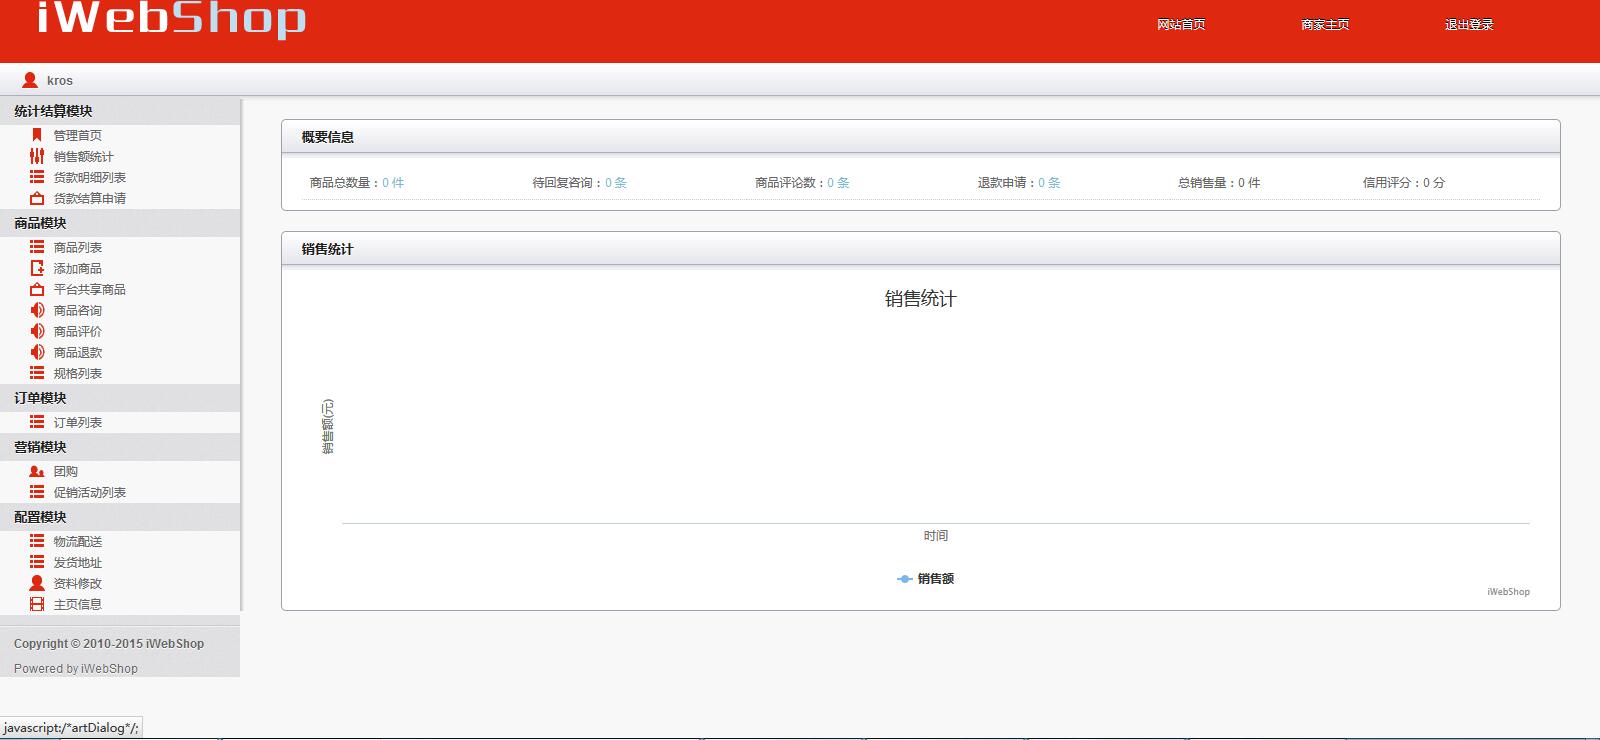 iWebShop
网站首页 商家主页 退出登录
kros
统计结算模块
管理首页
销售额统计
货款明细列表
货款结算申请
商品模块
商品列表
添加商品
平台共享商品
商品咨询
商品评价
商品退款
规格列表
订单模块
订单列表
营销模块
团购
促销活动列表
配置模块
物流配送
发货地址
资料修改
主页信息
Copyright © 2010-2015 iWebShop
Powered by iWebShop
概要信息
商品总数量：0 件 待回复咨询：0 条 商品评论数：0 条 退款申请：0 条 总销售量：0 件 信用评分：0 分
销售统计
销售统计
销售额(元)
时间
销售额
iWebShop
javascript:/*artDialog*/;